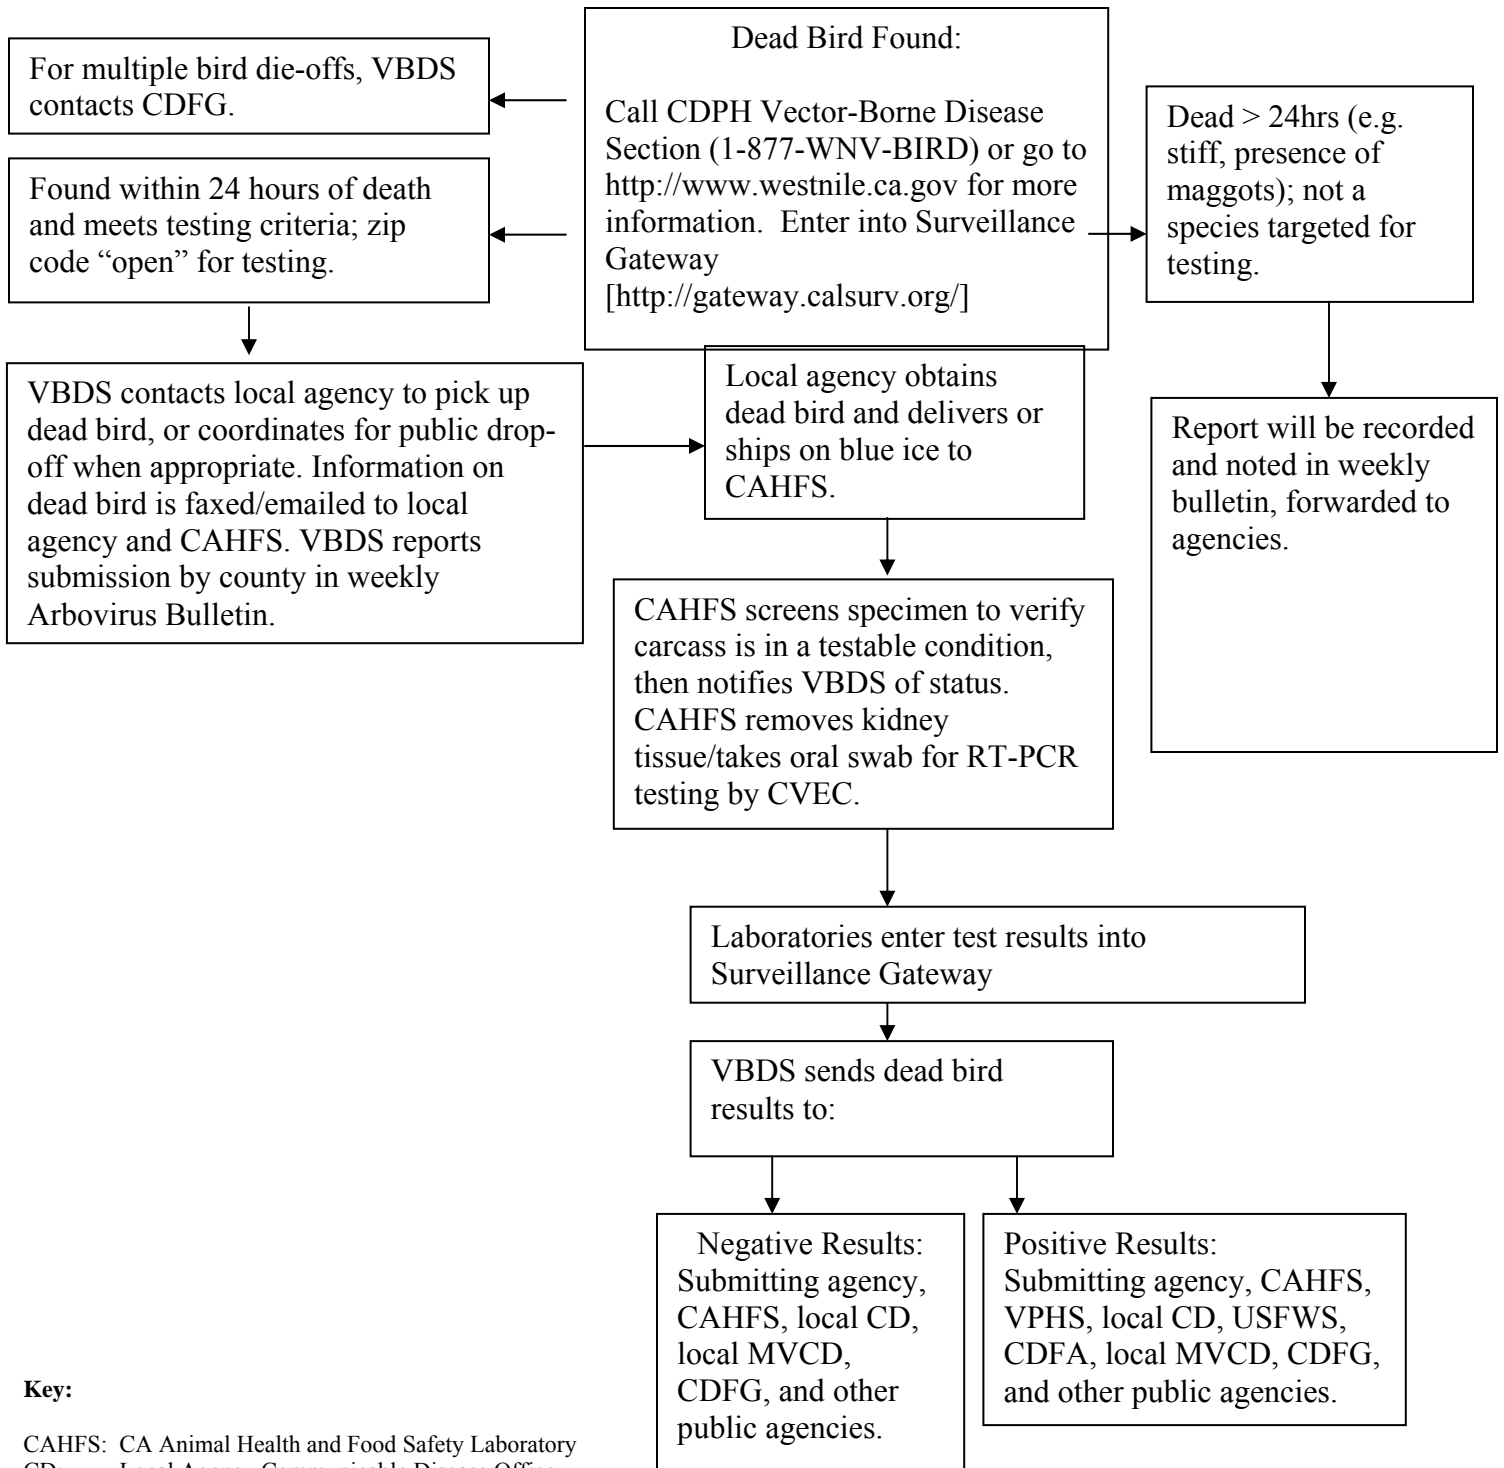 Dead Bird Found:
Call CDPH Vector-Borne Disease
Section (1-877-WNV-BIRD) or go to
http://www.westnile.ca.gov for more
information.  Enter into Surveillance
Gateway
[http://gateway.calsurv.org/]
For multiple bird die-offs, VBDS
contacts CDFG.
Found within 24 hours of death
and meets testing criteria; zip
code “open” for testing.
Dead > 24hrs (e.g.
stiff, presence of
maggots); not a
species targeted for
testing.
VBDS contacts local agency to pick up
dead bird, or coordinates for public drop-
off when appropriate. Information on
dead bird is faxed/emailed to local
agency and CAHFS. VBDS reports
submission by county in weekly
Arbovirus Bulletin.
Local agency obtains
dead bird and delivers or
ships on blue ice to
CAHFS.
Report will be recorded
and noted in weekly
bulletin, forwarded to
agencies.
CAHFS screens specimen to verify
carcass is in a testable condition,
then notifies VBDS of status.
CAHFS removes kidney
tissue/takes oral swab for RT-PCR
testing by CVEC.
Laboratories enter test results into
Surveillance Gateway
VBDS sends dead bird
results to:
Negative Results:
Submitting agency,
CAHFS, local CD,
local MVCD,
CDFG, and other
public agencies.
Positive Results:
Submitting agency, CAHFS,
VPHS, local CD, USFWS,
CDFA, local MVCD, CDFG,
and other public agencies.
Key:
CAHFS:  CA Animal Health and Food Safety Laboratory